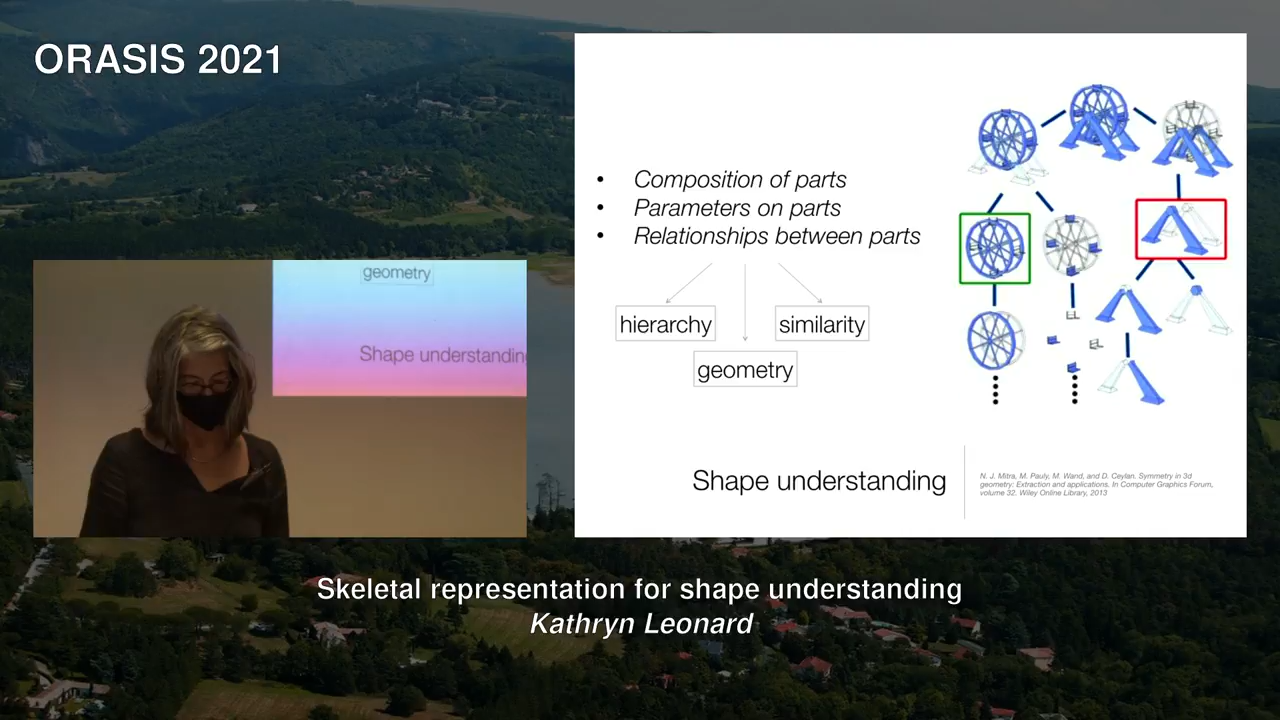 ORASIS 2021
• Composition of parts
• Parameters on parts
• Relationships between parts
hierarchy
similarity
geometry
Shape understanding
N. J. Mitra, M. Pauly, M. Wand, and D. Ceylan. Symmetry in 3d
geometry: Extraction and applications. In Computer Graphics Forum,
volume 32. Wiley Online Library, 2013
geometry
Shape understanding
Skeletal representation for shape understanding
Kathryn Leonard